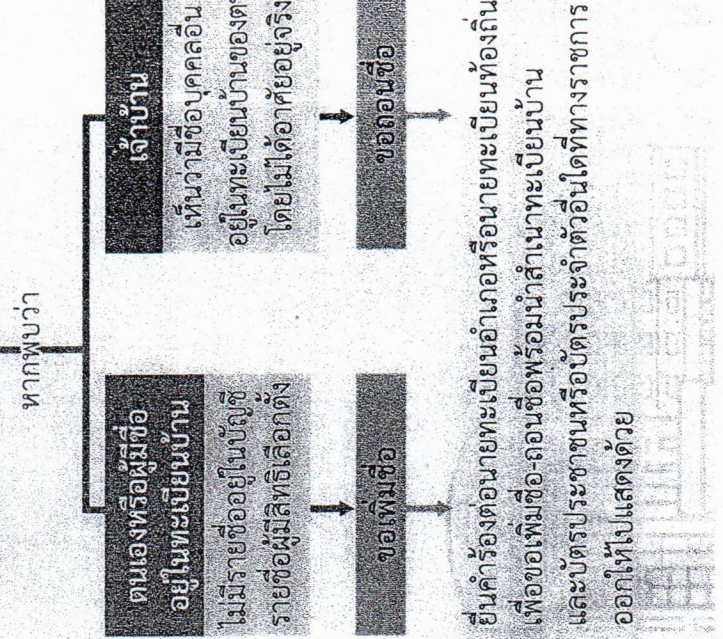 หากพบว่า
ตนเองหรือผู้มีชื่อ
อยู่ในทะเบียนบ้าน
ไม่มีรายชื่ออยู่ในบัญชี
รายชื่อผู้มีสิทธิเลือกตั้ง
ขอเพิ่มชื่อ
เจ้าบ้าน
เห็นว่ามีชื่อบุคคลอื่น
อยู่ในทะเบียนบ้านของต
โดยไม่ได้อาศัยอยู่จริง
ขอถอนชื่อ
ยื่นคำร้องต่อนายทะเบียนอำเภอหรือนายทะเบียนท้องถิ่น
เพื่อขอเพิ่มชื่อ-ถอนชื่อพร้อมนำสำเนาทะเบียนบ้าน
และบัตรประชาชนหรือบัตรประจำตัวอื่นใดที่ทางราชการ
ออกให้ไปแสดงด้วย